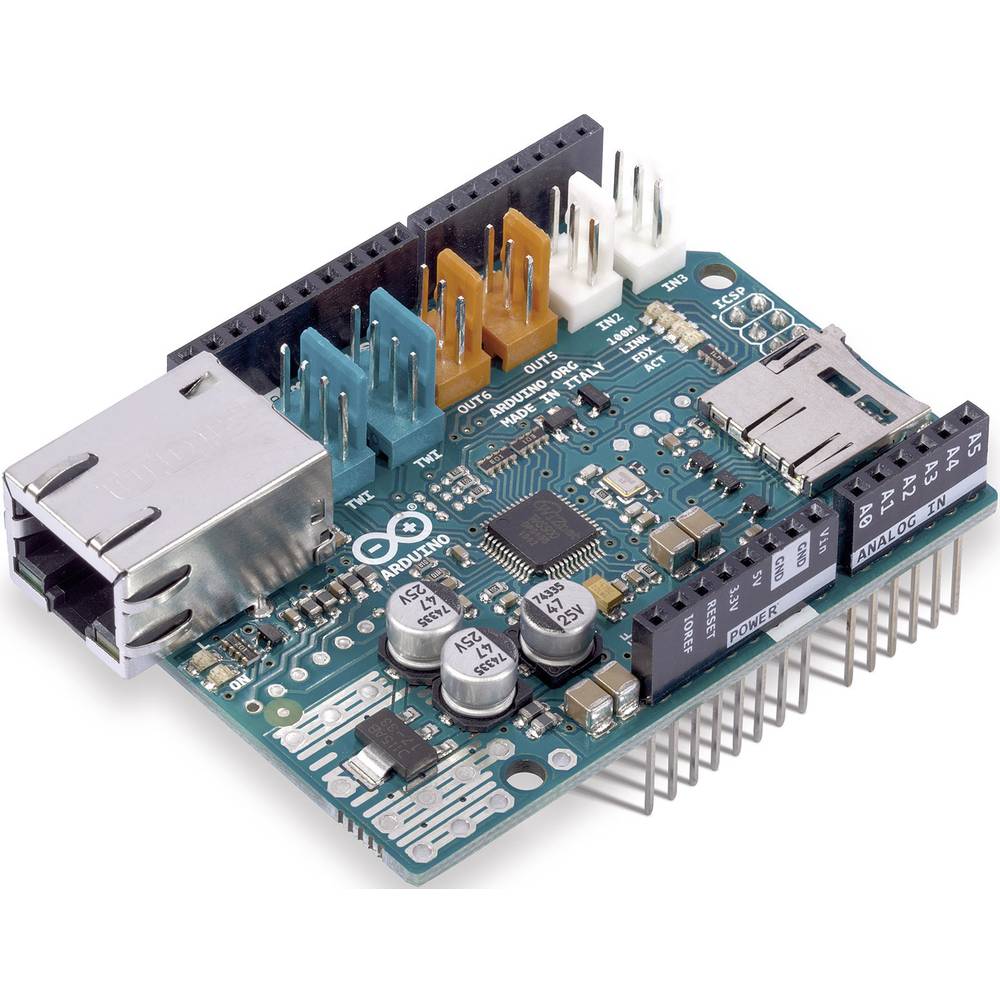 ICSP
IN3
IN2
100M
LINK
FDX
ACT
OUT5
ARDUINO.ORG
MADE IN ITALY
OUT6
TWI
TWI
ARDUINO
®
A5
A4
A3
A2
A1
A0
ANALOG IN
Vin
GND
GND
5V
3.3V
RESET
IOREF
POWER
74335
47
25V
74335
47
25V
74335
47
25V
ON